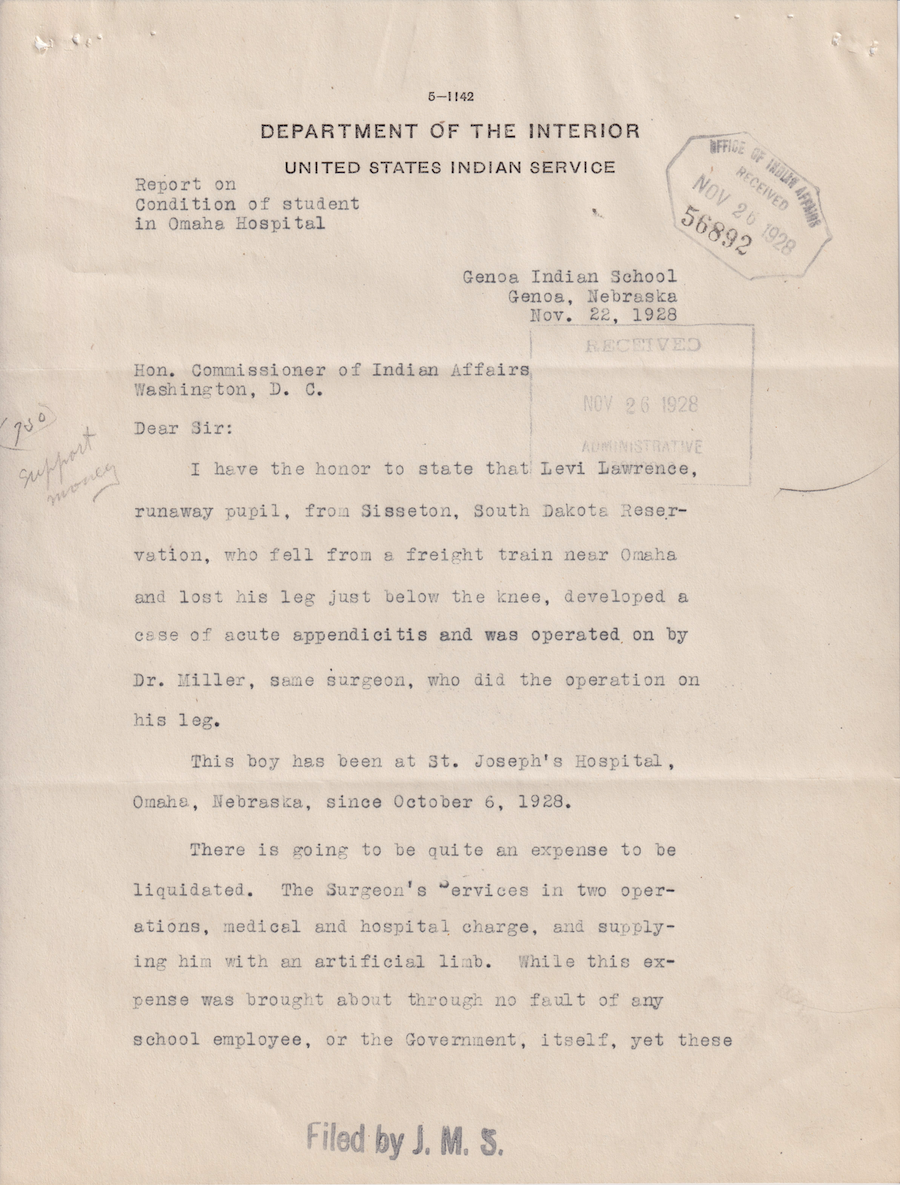 5-1142
DEPARTMENT OF THE INTERIOR
UNITED STATES INDIAN SERVICE
OFFICE OF INDIAN AFFAIRS
RECEIVED
NOV 26 1928
56892
Report on
Condition of student
in Omaha Hospital
Genoa Indian School
Genoa, Nebraska
Nov. 22, 1928
RECEIVED
NOV 26 1928
ADMINISTRATIVE
Hon. Commissioner of Indian Affairs
Washington, D. C.
750
support
money
Dear Sir:
I have the honor to state that Levi Lawrence,
runaway pupil, from Sisseton, South Dakota Reser-
vation, who fell from a freight train near Omaha
and lost his leg just below the knee, developed a
case of acute appendicitis and was operated on by
Dr. Miller, same surgeon, who did the operation on
his leg.
This boy has been at St. Joseph's Hospital,
Omaha, Nebraska, since October 6, 1928.
There is going to be quite an expense to be
liquidated. The Surgeon's Services in two oper-
ations, medical and hospital charge, and supply-
ing him with an artificial limb. While this ex-
pense was brought about through no fault of any
school employee, or the Government, itself, yet these
Filed by J. M. S.